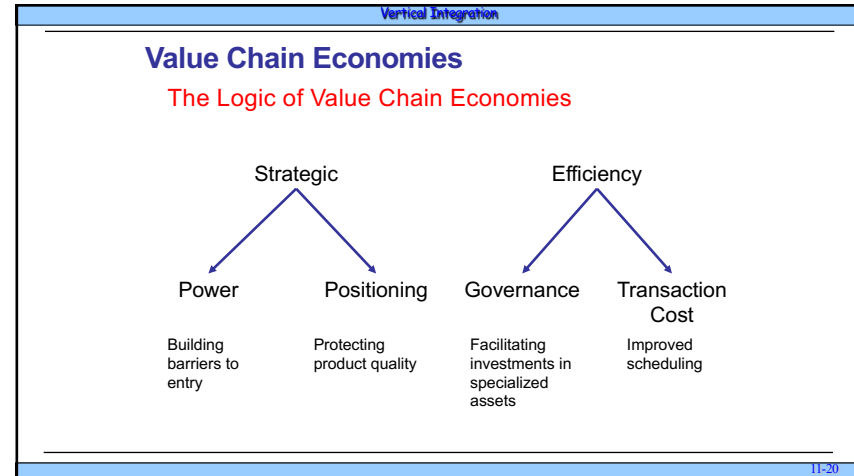 Vertical Integration
Value Chain Economies
The Logic of Value Chain Economies
Strategic
Efficiency
Power
Positioning
Governance
Transaction
Cost
Building
barriers to
entry
Protecting
product quality
Facilitating
investments in
specialized
assets
Improved
scheduling
11-20